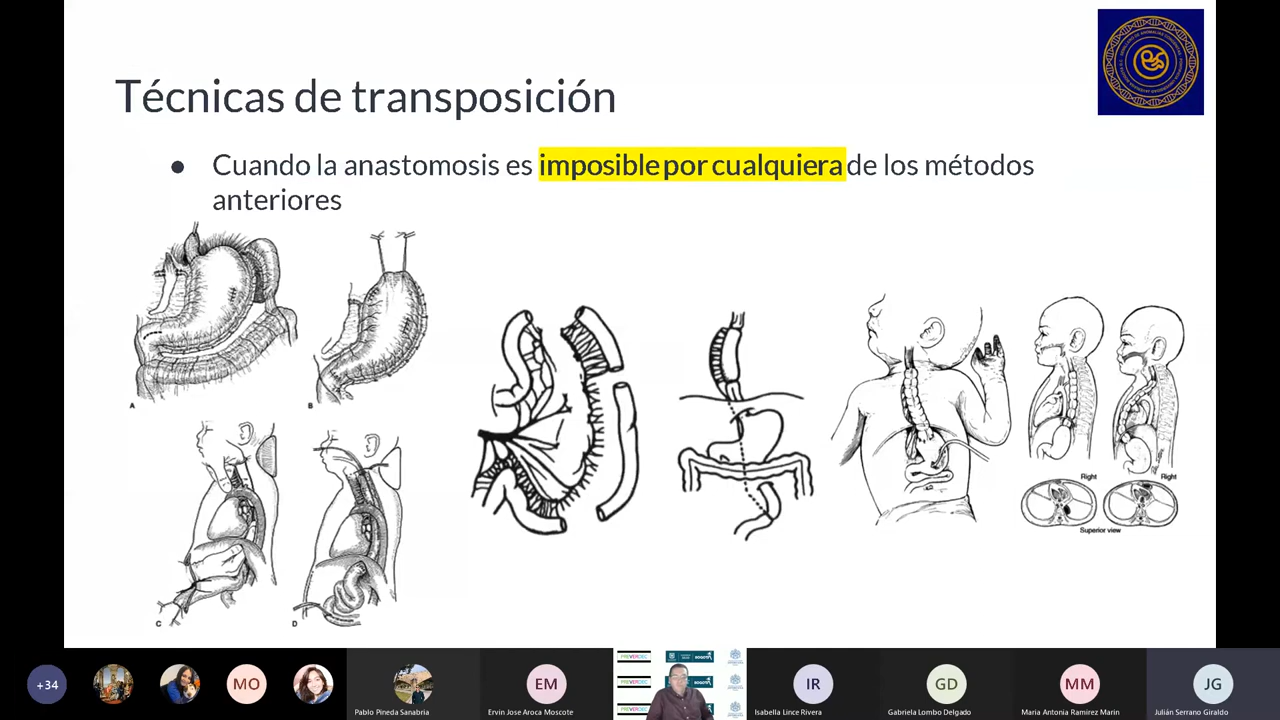 Técnicas de transposición
● Cuando la anastomosis es imposible por cualquiera de los métodos
anteriores
A
B
C
D
Right
Right
Superior view
+34
MO
Pablo Pineda Sanabria
EM
Ervin Jose Aroca Moscote
IR
Isabella Lince Rivera
GD
Gabriela Lombo Delgado
MM
Maria Antonia Ramirez Marin
JG
Julián Serrano Giraldo